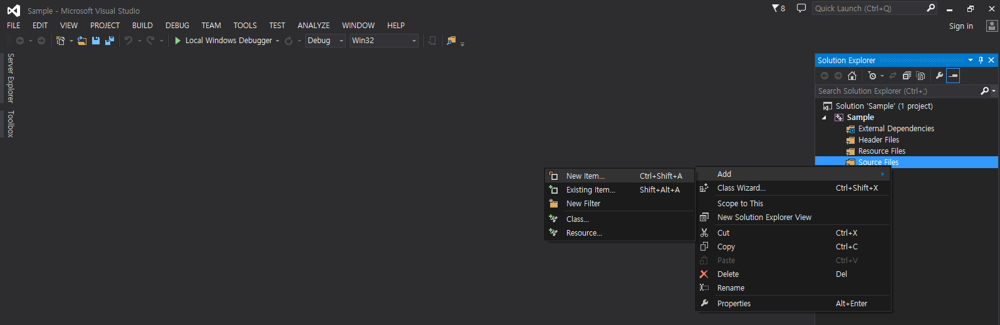 Sample - Microsoft Visual Studio
8
Quick Launch (Ctrl+Q)
FILE EDIT VIEW PROJECT BUILD DEBUG TEAM TOOLS TEST ANALYZE WINDOW HELP
Sign in
Local Windows Debugger
Debug
Win32
Server Explorer
Toolbox
Solution Explorer
Search Solution Explorer (Ctrl+;)
Solution 'Sample' (1 project)
Sample
External Dependencies
Header Files
Resource Files
Source Files
New Item... Ctrl+Shift+A
Existing Item... Shift+Alt+A
New Filter
Class...
Resource...
Add
Class Wizard... Ctrl+Shift+X
Scope to This
New Solution Explorer View
Cut Ctrl+X
Copy Ctrl+C
Paste Ctrl+V
Delete Del
Rename
Properties Alt+Enter